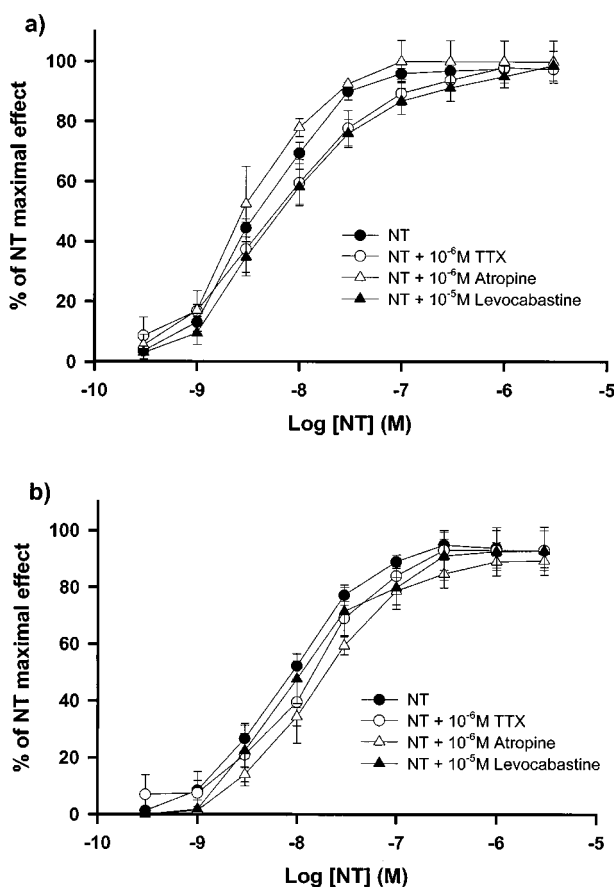 a)
% of NT maximal effect
100
80
60
40
20
0
NT
NT + 10⁻⁶M TTX
NT + 10⁻⁶M Atropine
NT + 10⁻⁵M Levocabastine
-10 -9 -8 -7 -6 -5
Log [NT] (M)
b)
% of NT maximal effect
100
80
60
40
20
0
NT
NT + 10⁻⁶M TTX
NT + 10⁻⁶M Atropine
NT + 10⁻⁵M Levocabastine
-10 -9 -8 -7 -6 -5
Log [NT] (M)